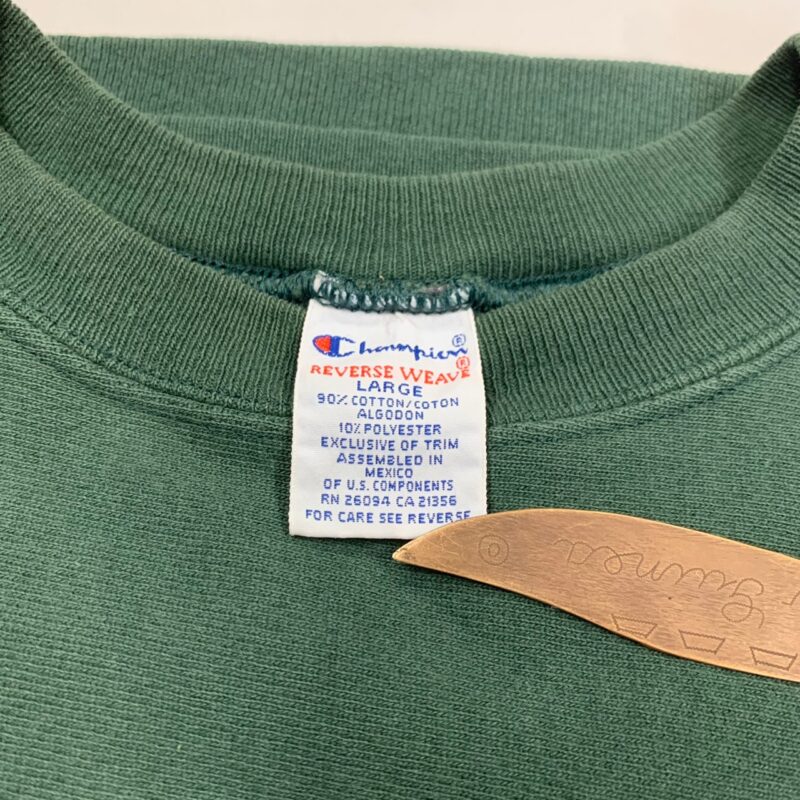 Champion®
REVERSE WEAVE®
LARGE
90% COTTON/COTON
ALGODON
10% POLYESTER
EXCLUSIVE OF TRIM
ASSEMBLED IN
MEXICO
OF U.S. COMPONENTS
RN 26094 CA 21356
FOR CARE SEE REVERSE